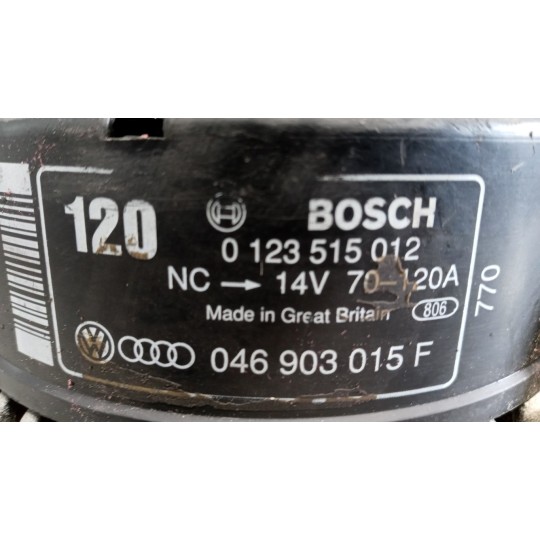 120 BOSCH
0 123 515 012
NC → 14V 70-120A
Made in Great Britain 806
770
046 903 015 F